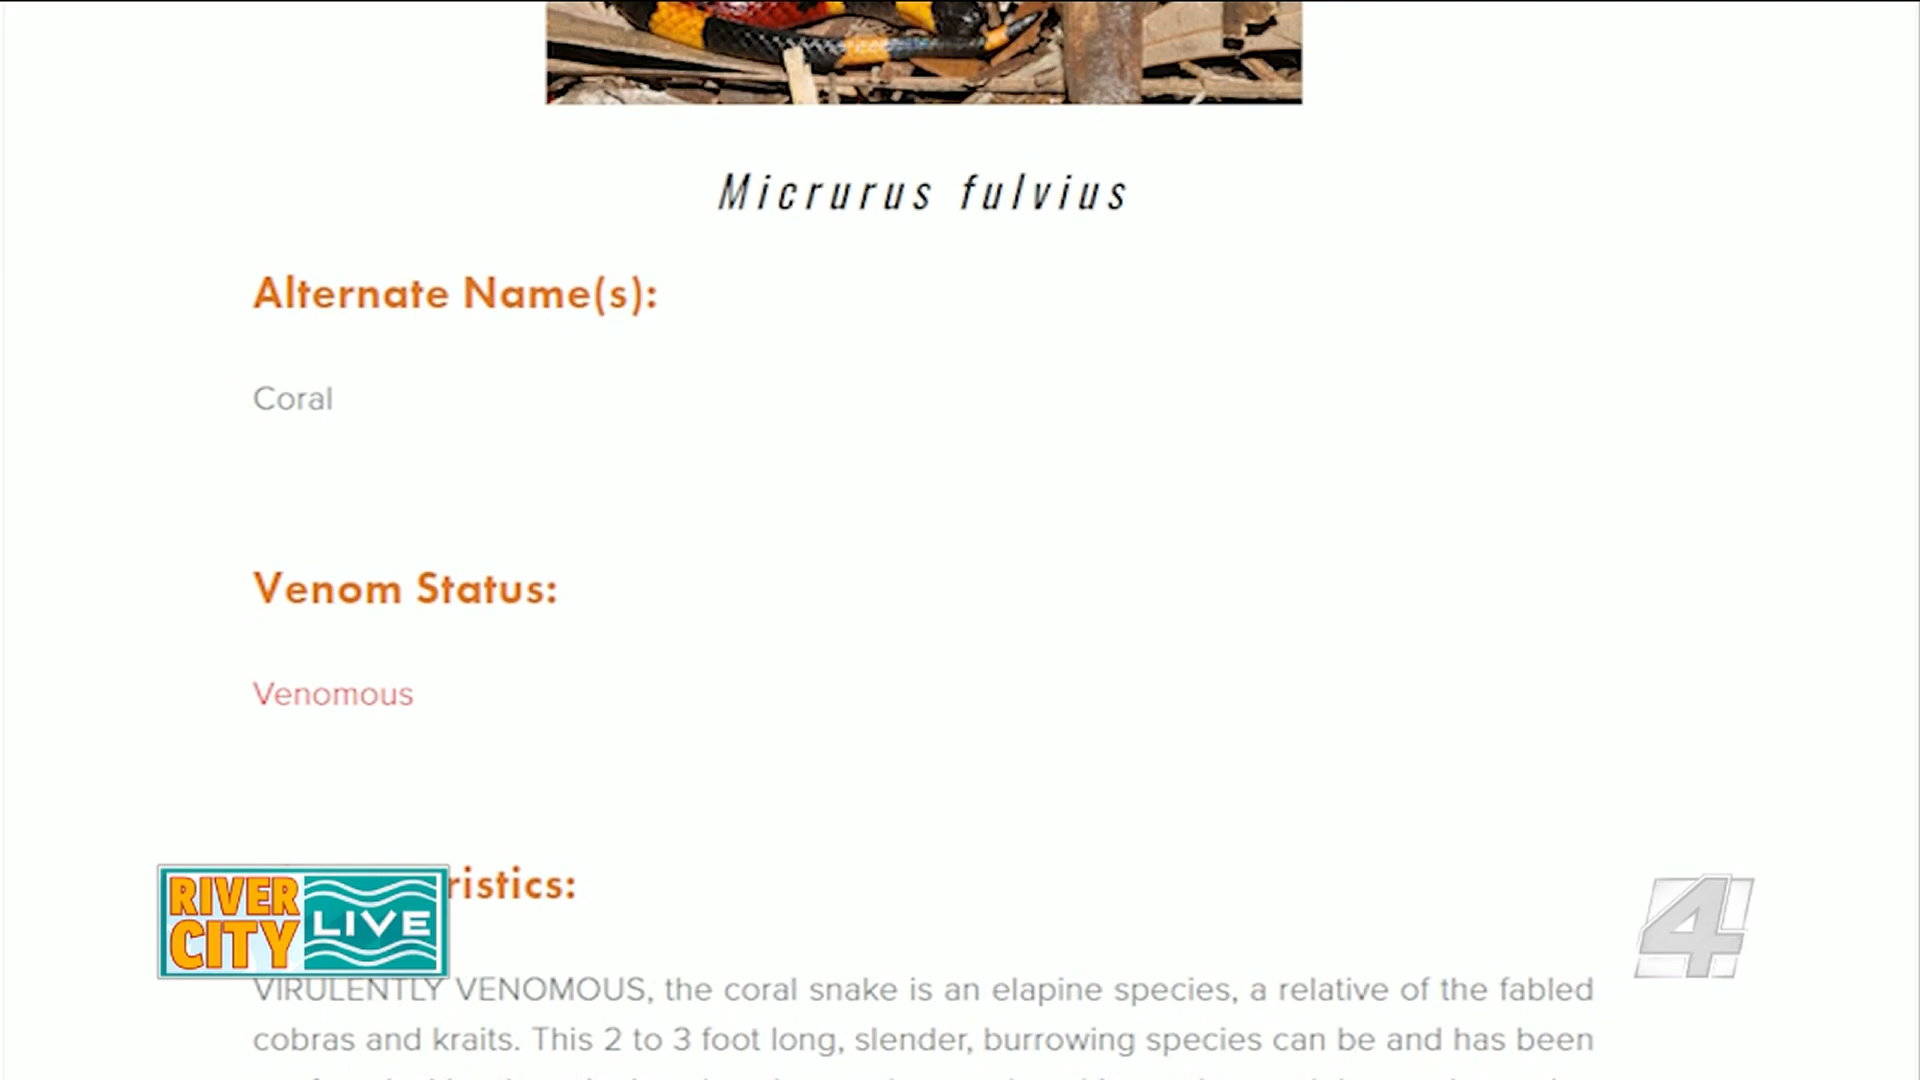 Micrurus fulvius
Alternate Name(s):
Coral
Venom Status:
Venomous
ristics:
RIVER
CITY
LIVE
4
VIRULENTLY VENOMOUS, the coral snake is an elapine species, a relative of the fabled
cobras and kraits. This 2 to 3 foot long, slender, burrowing species can be and has been